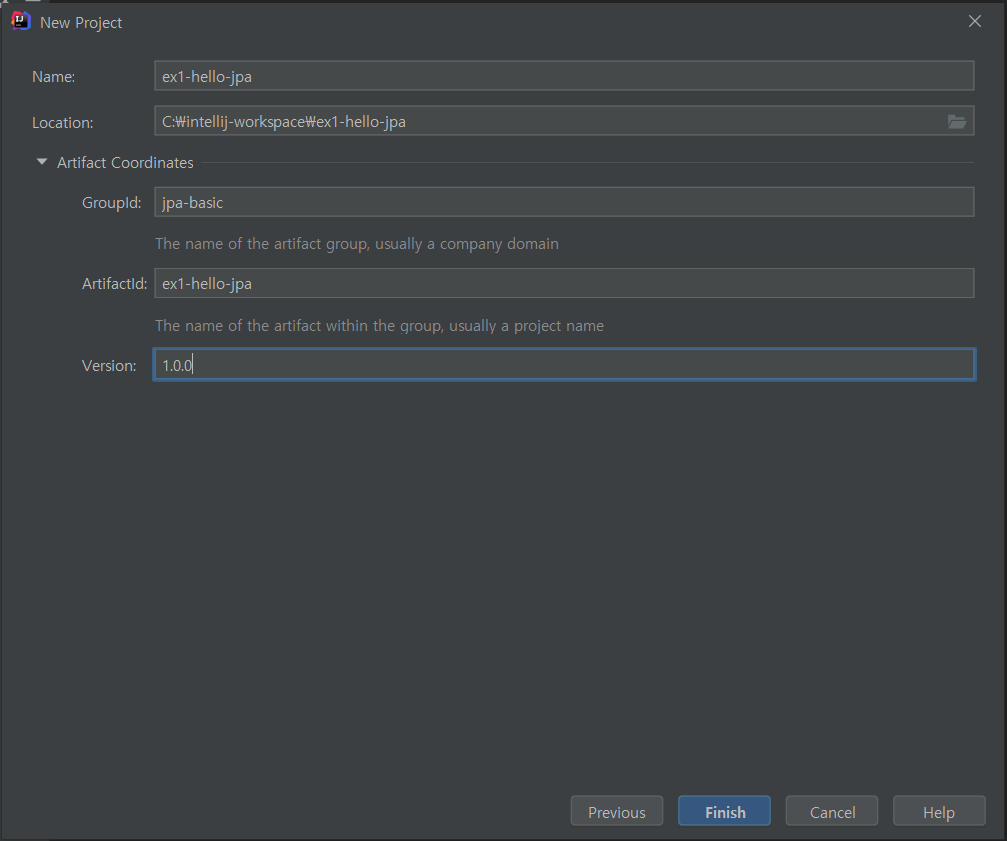 New Project
Name: ex1-hello-jpa
Location: C:₩intellij-workspace₩ex1-hello-jpa
Artifact Coordinates
GroupId: jpa-basic
The name of the artifact group, usually a company domain
ArtifactId: ex1-hello-jpa
The name of the artifact within the group, usually a project name
Version: 1.0.0
Previous Finish Cancel Help